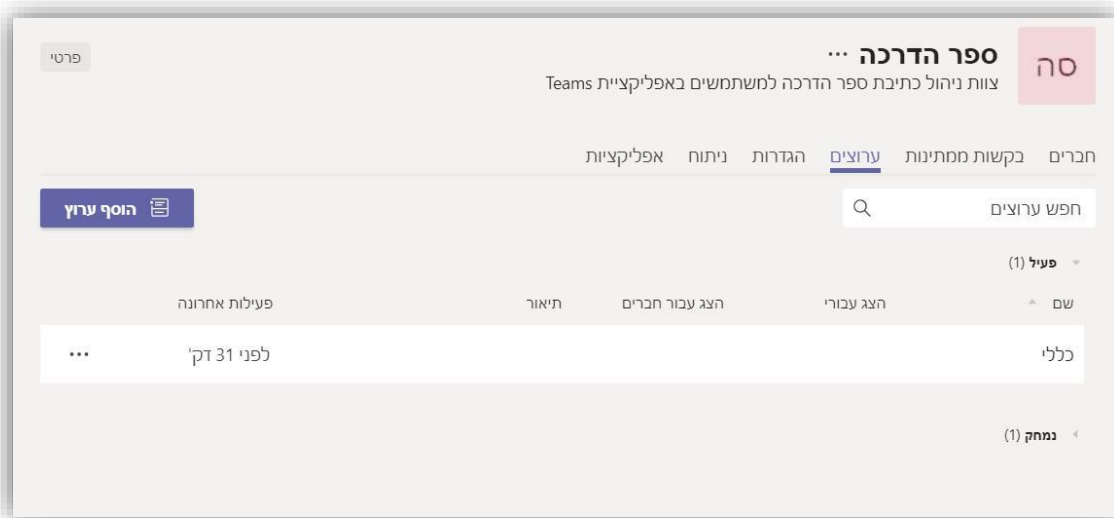 סה
ספר הדרכה ...
פרטי
צוות ניהול כתיבת ספר הדרכה למשתמשים באפליקציית Teams
חברים בקשות ממתינות ערוצים הגדרות ניתוח אפליקציות
חפש ערוצים
הוסף ערוץ
פעיל (1)
שם הצג עבורי הצג עבור חברים תיאור פעילות אחרונה
כללי לפני 31 דק' ...
נמחק (1)